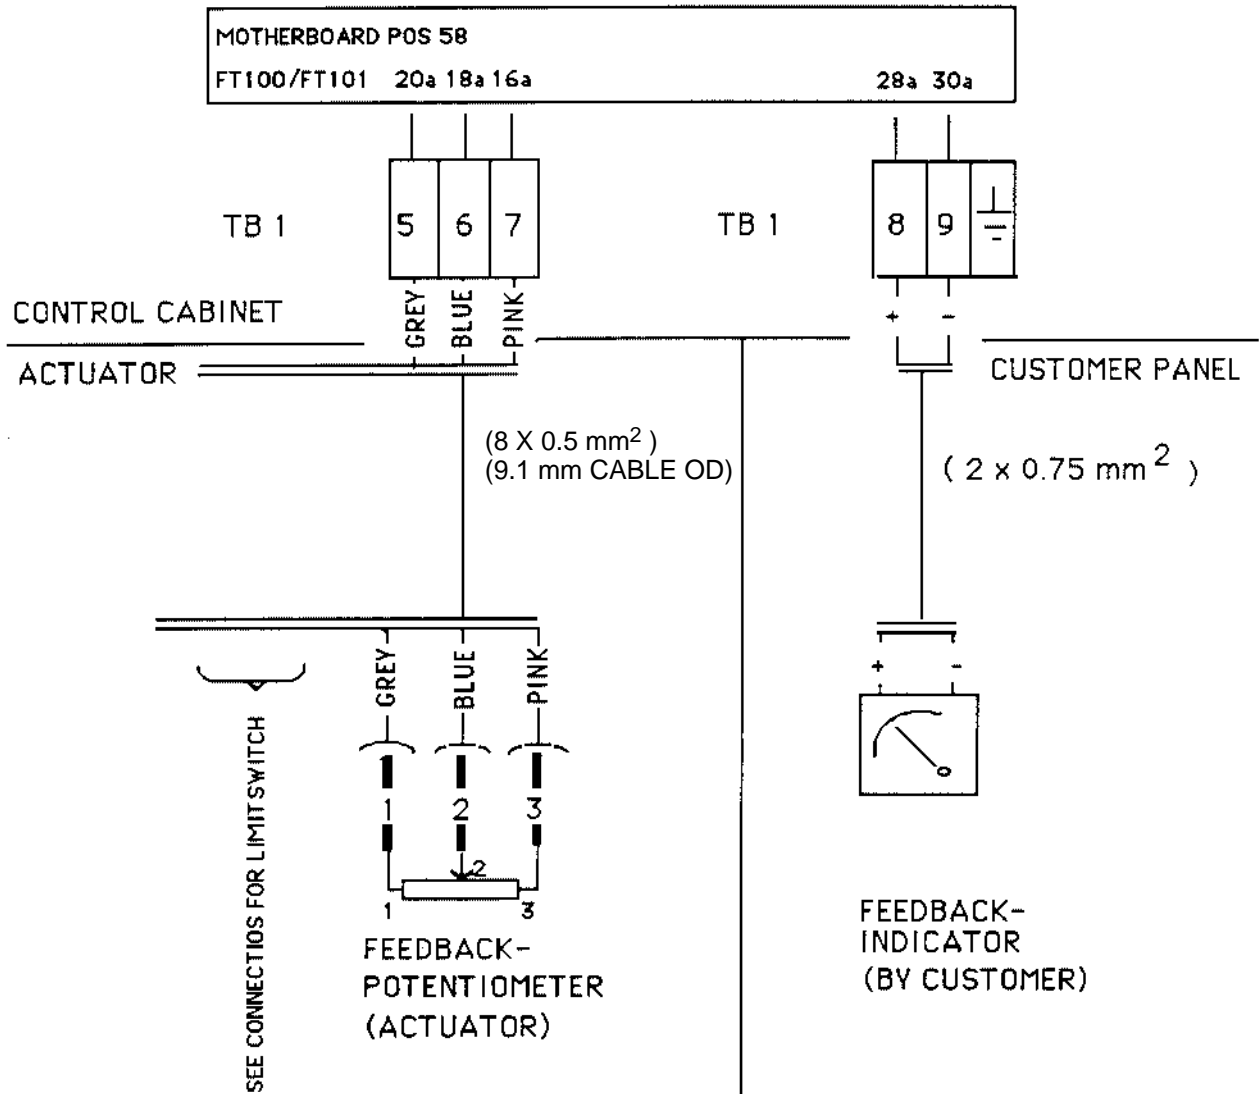 MOTHERBOARD POS 58
FT100/FT101 20a 18a 16a 28a 30a
TB 1 5 6 7 TB 1 8 9
GREY BLUE PINK
+ -
CONTROL CABINET
ACTUATOR
CUSTOMER PANEL
(8 X 0.5 mm2 )
(9.1 mm CABLE OD)
( 2 x 0.75 mm 2 )
GREY BLUE PINK
+ -
SEE CONNECTIOS FOR LIMITSWITCH
1 2 3
2
1 3
FEEDBACK-
POTENTIOMETER
(ACTUATOR)
FEEDBACK-
INDICATOR
(BY CUSTOMER)